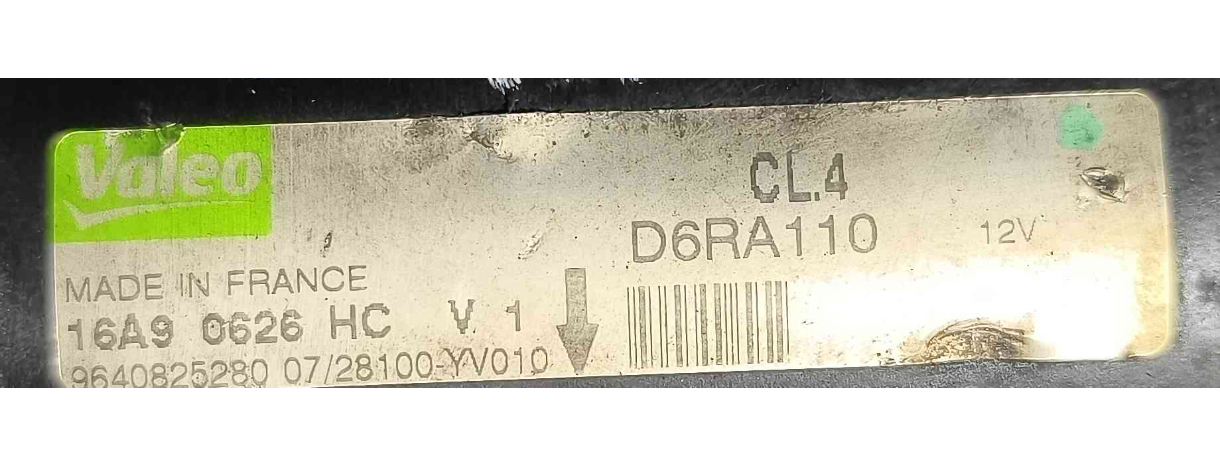 Valeo
CL.4
D6RA110
12V
MADE IN FRANCE
16A9 0626 HC V 1
9640825280 07/28100-YV010